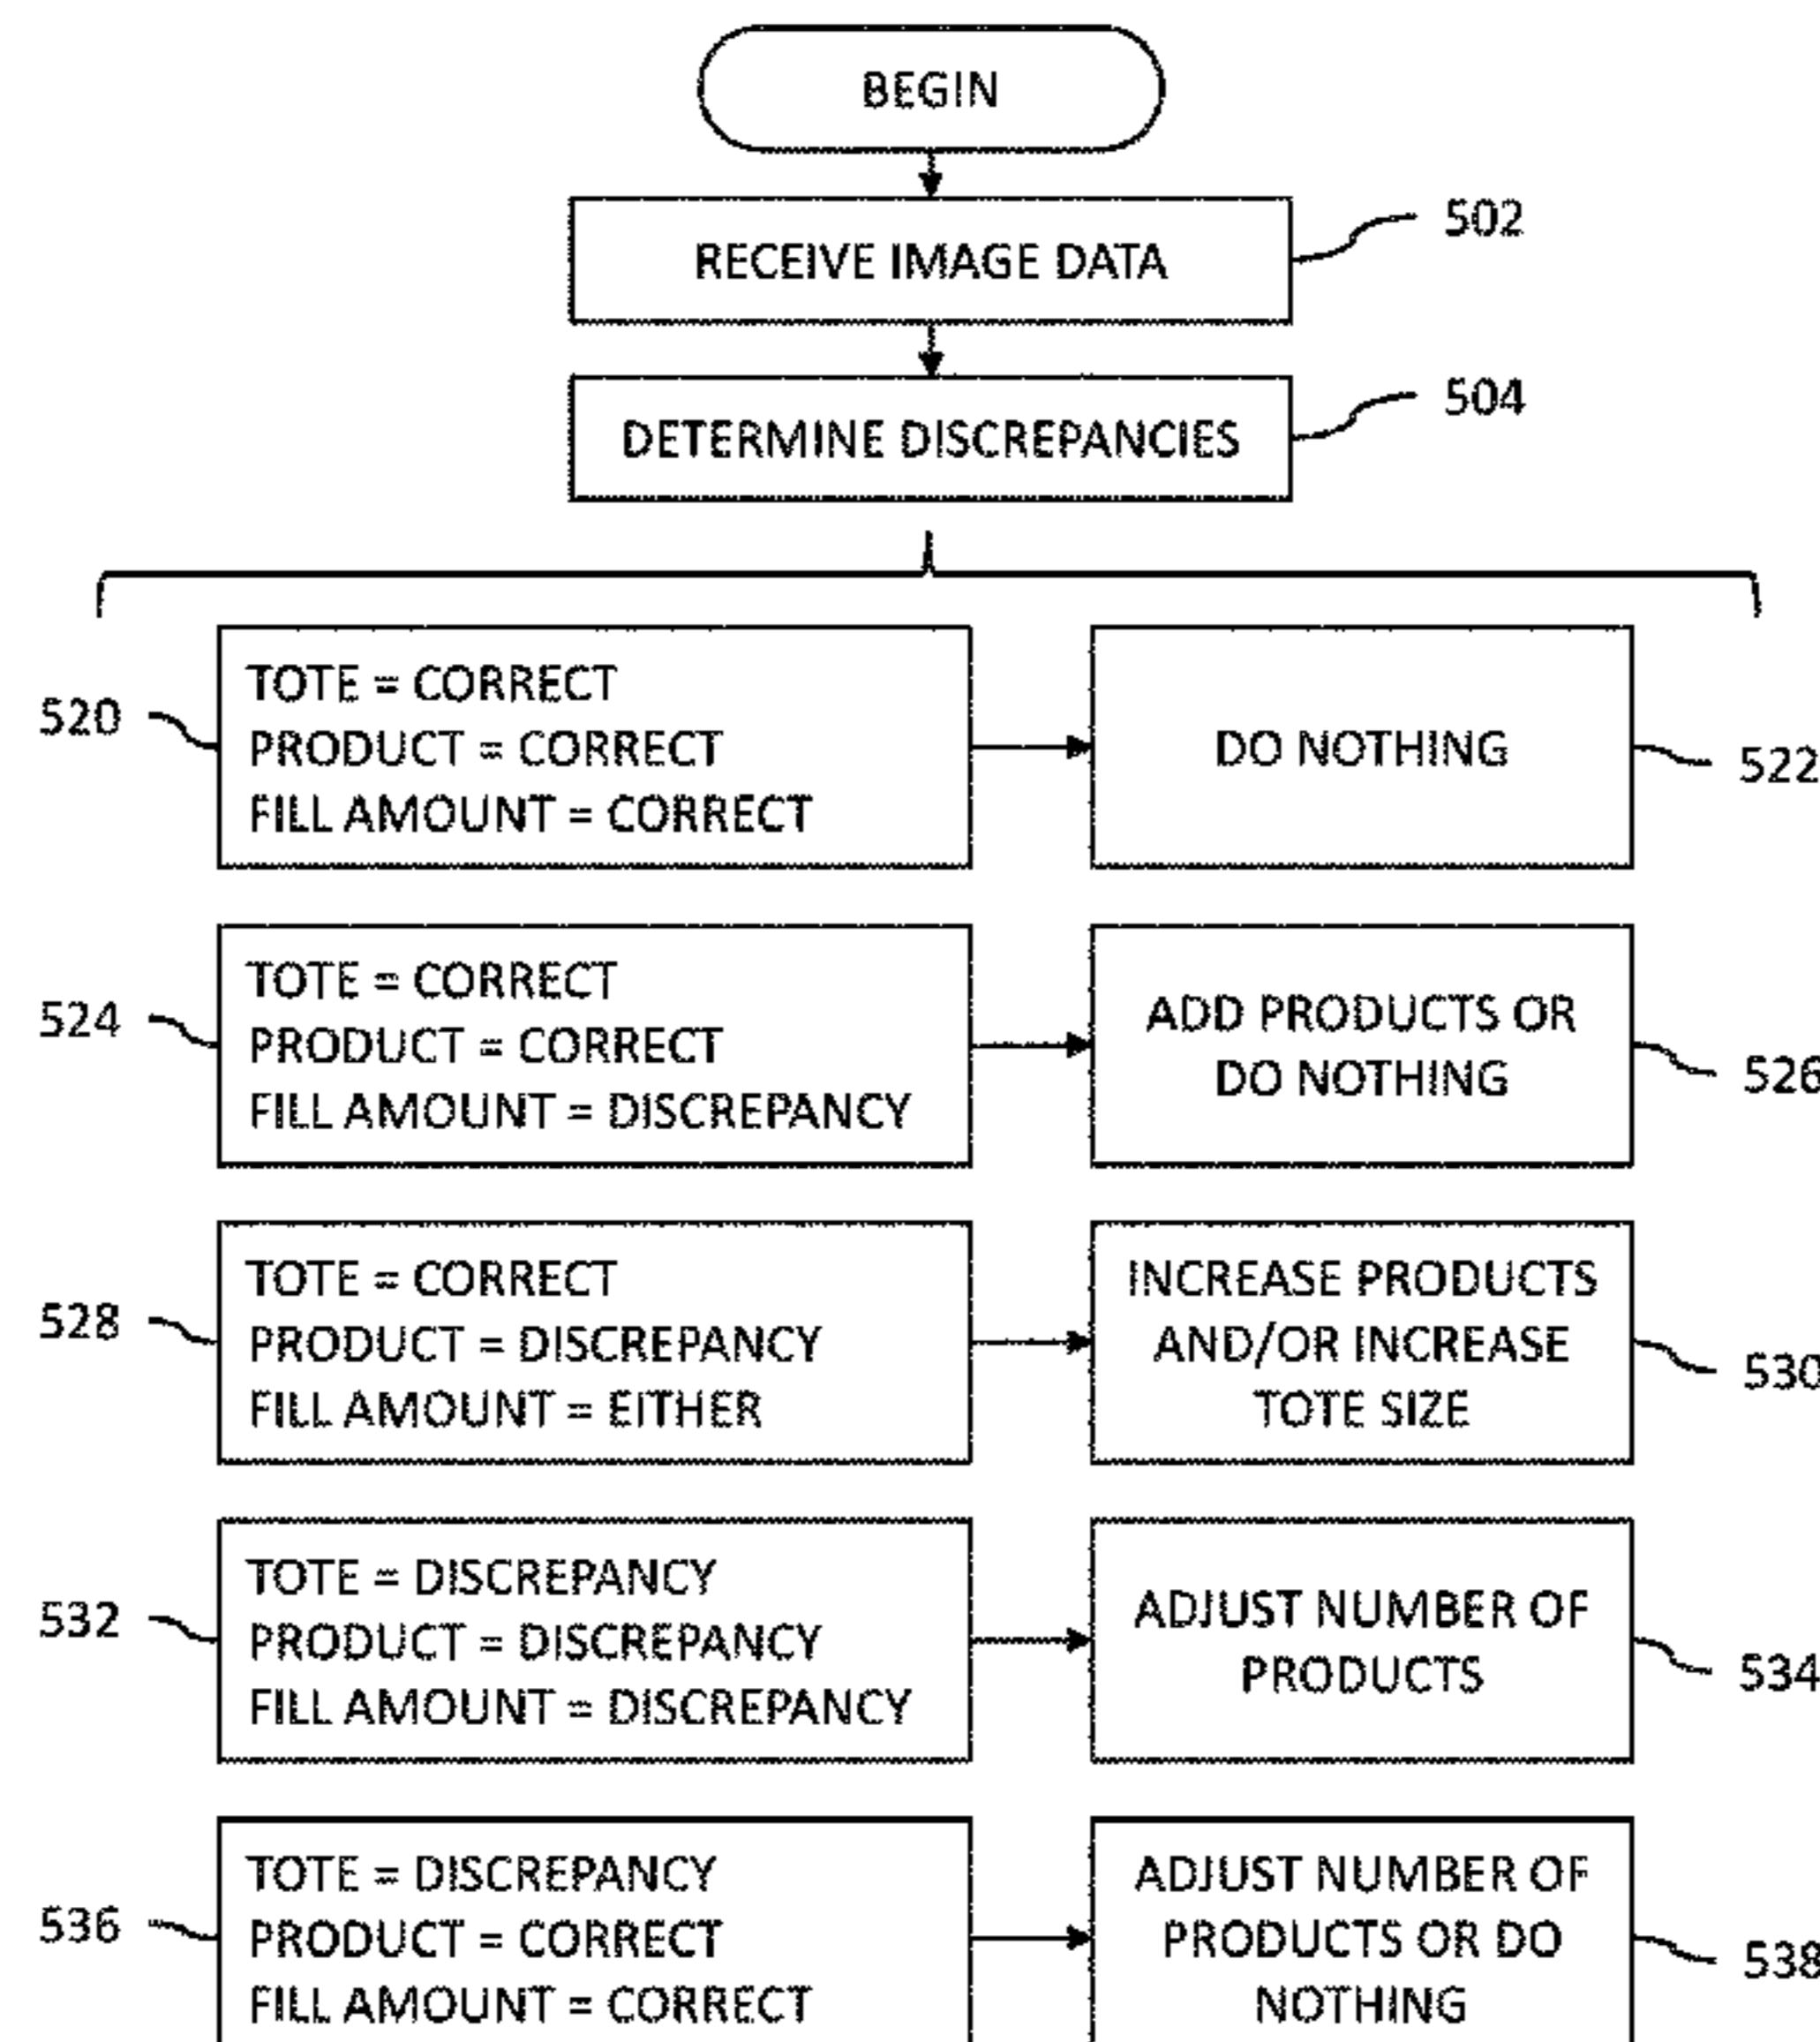 BEGIN
RECEIVE IMAGE DATA
502
DETERMINE DISCREPANCIES
504
520
TOTE = CORRECT
PRODUCT = CORRECT
FILL AMOUNT = CORRECT
DO NOTHING
522
524
TOTE = CORRECT
PRODUCT = CORRECT
FILL AMOUNT = DISCREPANCY
ADD PRODUCTS OR
DO NOTHING
526
528
TOTE = CORRECT
PRODUCT = DISCREPANCY
FILL AMOUNT = EITHER
INCREASE PRODUCTS
AND/OR INCREASE
TOTE SIZE
530
532
TOTE = DISCREPANCY
PRODUCT = DISCREPANCY
FILL AMOUNT = DISCREPANCY
ADJUST NUMBER OF
PRODUCTS
534
536
TOTE = DISCREPANCY
PRODUCT = CORRECT
FILL AMOUNT = CORRECT
ADJUST NUMBER OF
PRODUCTS OR DO
NOTHING
538